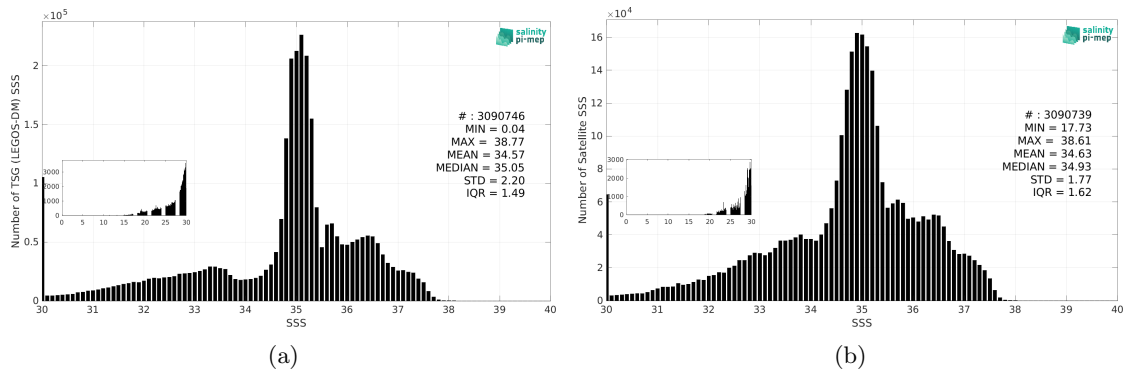 ×10^5
salinity
pi-mep
Number of TSG (LEGOS-DM) SSS
2
1.5
1
0.5
0
# : 3090746
MIN = 0.04
MAX = 38.77
MEAN = 34.57
MEDIAN = 35.05
STD = 2.20
IQR = 1.49
3000
2000
1000
0
0 5 10 15 20 25 30
30 31 32 33 34 35 36 37 38 39 40
SSS
(a)
×10^4
salinity
pi-mep
Number of Satellite SSS
16
14
12
10
8
6
4
2
0
# : 3090739
MIN = 17.73
MAX = 38.61
MEAN = 34.63
MEDIAN = 34.93
STD = 1.77
IQR = 1.62
3000
2000
1000
0
0 5 10 15 20 25 30
30 31 32 33 34 35 36 37 38 39 40
SSS
(b)